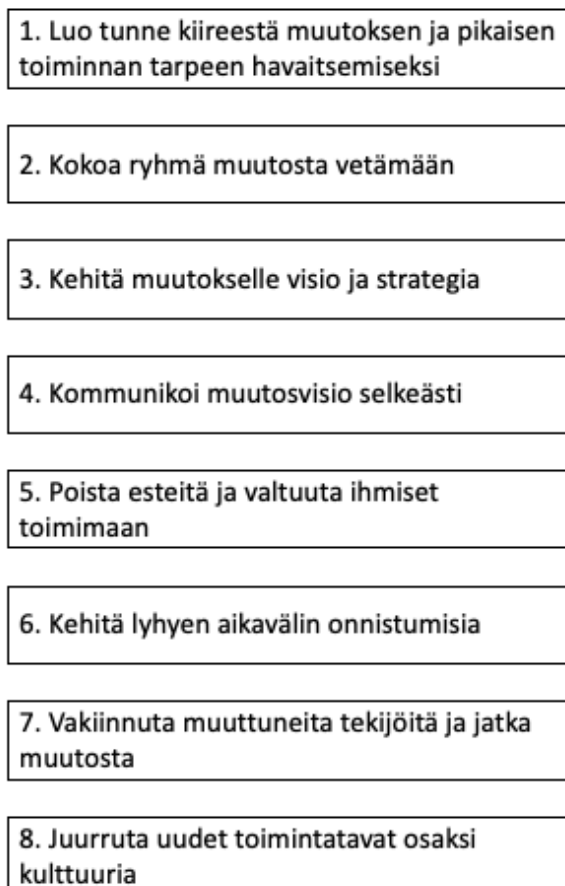 1. Luo tunne kiireestä muutoksen ja pikaisen
toiminnan tarpeen havaitsemiseksi
2. Kokoa ryhmä muutosta vetämään
3. Kehitä muutokselle visio ja strategia
4. Kommunikoi muutosvisio selkeästi
5. Poista esteitä ja valtuuta ihmiset
toimimaan
6. Kehitä lyhyen aikavälin onnistumisia
7. Vakiinnuta muuttuneita tekijöitä ja jatka
muutosta
8. Juurruta uudet toimintatavat osaksi
kulttuuria